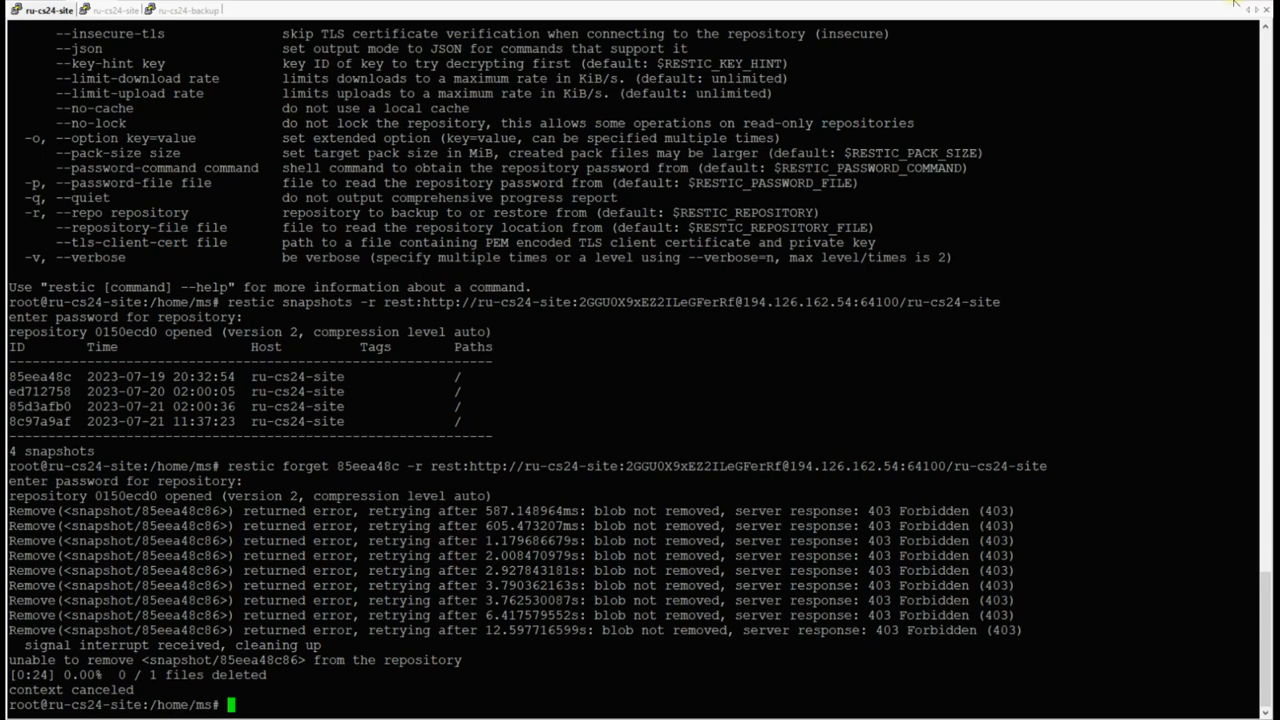 ru-cs24-site ru-cs24-site ru-cs24-backup
--insecure-tls skip TLS certificate verification when connecting to the repository (insecure)
--json set output mode to JSON for commands that support it
--key-hint key key ID of key to try decrypting first (default: $RESTIC_KEY_HINT)
--limit-download rate limits downloads to a maximum rate in KiB/s. (default: unlimited)
--limit-upload rate limits uploads to a maximum rate in KiB/s. (default: unlimited)
--no-cache do not use a local cache
--no-lock do not lock the repository, this allows some operations on read-only repositories
-o, --option key=value set extended option (key=value, can be specified multiple times)
--pack-size size set target pack size in MiB, created pack files may be larger (default: $RESTIC_PACK_SIZE)
--password-command command shell command to obtain the repository password from (default: $RESTIC_PASSWORD_COMMAND)
-p, --password-file file file to read the repository password from (default: $RESTIC_PASSWORD_FILE)
-q, --quiet do not output comprehensive progress report
-r, --repo repository repository to backup to or restore from (default: $RESTIC_REPOSITORY)
--repository-file file file to read the repository location from (default: $RESTIC_REPOSITORY_FILE)
--tls-client-cert file path to a file containing PEM encoded TLS client certificate and private key
-v, --verbose be verbose (specify multiple times or a level using --verbose=n, max level/times is 2)
Use "restic [command] --help" for more information about a command.
root@ru-cs24-site:/home/ms# restic snapshots -r rest:http://ru-cs24-site:2GGU0X9xEZ2ILeGFerRf@194.126.162.54:64100/ru-cs24-site
enter password for repository:
repository 0150ecd0 opened (version 2, compression level auto)
ID Time Host Tags Paths
--------------------------------------------------------------
85eea48c 2023-07-19 20:32:54 ru-cs24-site /
ed712758 2023-07-20 02:00:05 ru-cs24-site /
85d3afb0 2023-07-21 02:00:36 ru-cs24-site /
8c97a9af 2023-07-21 11:37:23 ru-cs24-site /
--------------------------------------------------------------
4 snapshots
root@ru-cs24-site:/home/ms# restic forget 85eea48c -r rest:http://ru-cs24-site:2GGU0X9xEZ2ILeGFerRf@194.126.162.54:64100/ru-cs24-site
enter password for repository:
repository 0150ecd0 opened (version 2, compression level auto)
Remove(<snapshot/85eea48c86>) returned error, retrying after 587.148964ms: blob not removed, server response: 403 Forbidden (403)
Remove(<snapshot/85eea48c86>) returned error, retrying after 605.473207ms: blob not removed, server response: 403 Forbidden (403)
Remove(<snapshot/85eea48c86>) returned error, retrying after 1.179686679s: blob not removed, server response: 403 Forbidden (403)
Remove(<snapshot/85eea48c86>) returned error, retrying after 2.008470979s: blob not removed, server response: 403 Forbidden (403)
Remove(<snapshot/85eea48c86>) returned error, retrying after 2.927843181s: blob not removed, server response: 403 Forbidden (403)
Remove(<snapshot/85eea48c86>) returned error, retrying after 3.790362163s: blob not removed, server response: 403 Forbidden (403)
Remove(<snapshot/85eea48c86>) returned error, retrying after 3.762530087s: blob not removed, server response: 403 Forbidden (403)
Remove(<snapshot/85eea48c86>) returned error, retrying after 6.417579552s: blob not removed, server response: 403 Forbidden (403)
Remove(<snapshot/85eea48c86>) returned error, retrying after 12.597716599s: blob not removed, server response: 403 Forbidden (403)
signal interrupt received, cleaning up
unable to remove <snapshot/85eea48c86> from the repository
[0:24] 0.00% 0 / 1 files deleted
context canceled
root@ru-cs24-site:/home/ms#